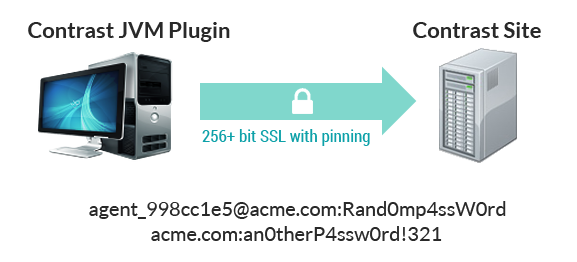 Contrast JVM Plugin
Contrast Site
256+ bit SSL with pinning
agent_998cc1e5@acme.com:Rand0mp4ssW0rd
acme.com:an0therP4ssw0rd!321